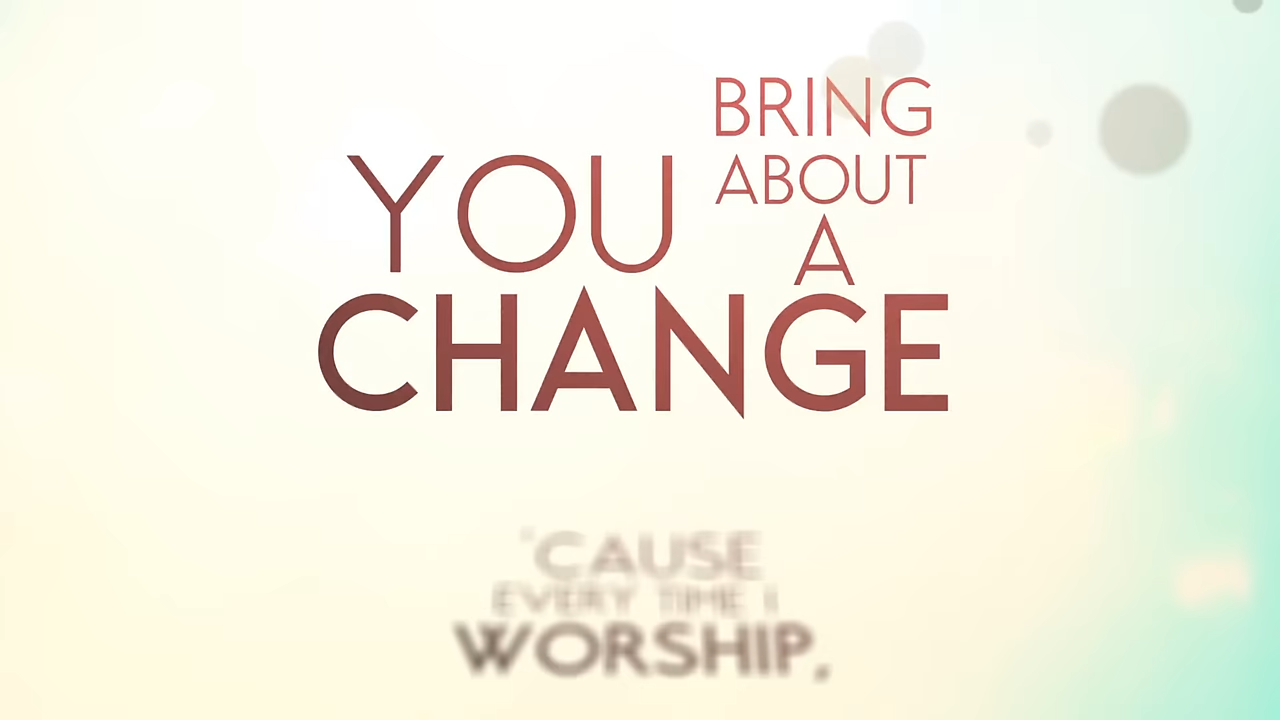 YOU
BRING
ABOUT
A
CHANGE
'CAUSE
EVERY TIME I
WORSHIP,